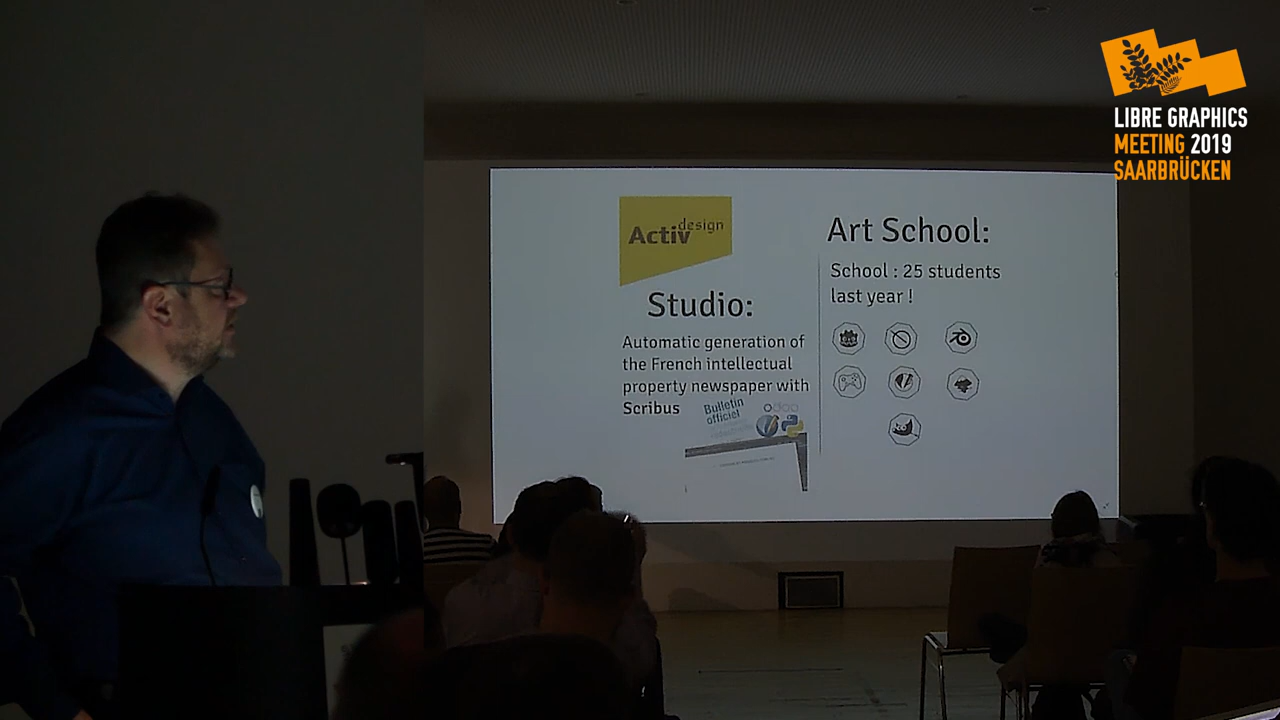 LIBRE GRAPHICS
MEETING 2019
SAARBRÜCKEN
Activ design
Studio:
Automatic generation of
the French intellectual
property newspaper with
Scribus
Bulletin
officiel
odoo
Art School:
School : 25 students
last year !